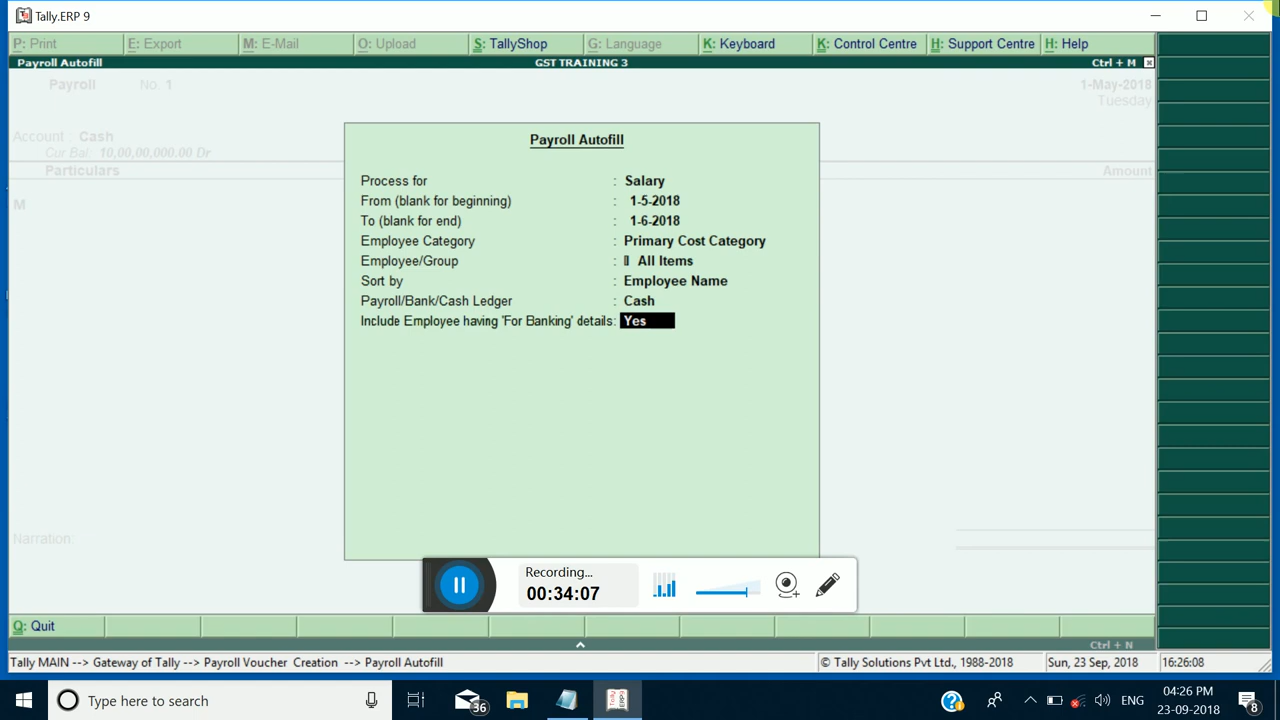 Tally.ERP 9
P: Print E: Export M: E-Mail O: Upload S: TallyShop G: Language K: Keyboard K: Control Centre H: Support Centre H: Help
Payroll Autofill GST TRAINING 3 Ctrl + M
Payroll No. 1 1-May-2018
Tuesday
Account : Cash
Cur Bal: 10,00,00,000.00 Dr
Particulars Amount
M
Payroll Autofill
Process for : Salary
From (blank for beginning) : 1-5-2018
To (blank for end) : 1-6-2018
Employee Category : Primary Cost Category
Employee/Group : All Items
Sort by : Employee Name
Payroll/Bank/Cash Ledger : Cash
Include Employee having 'For Banking' details: Yes
Narration:
Recording...
00:34:07
Q: Quit
Ctrl + N
Tally MAIN --> Gateway of Tally --> Payroll Voucher Creation --> Payroll Autofill © Tally Solutions Pvt Ltd., 1988-2018 Sun, 23 Sep, 2018 16:26:08
Type here to search 36 ENG 04:26 PM
23-09-2018 8